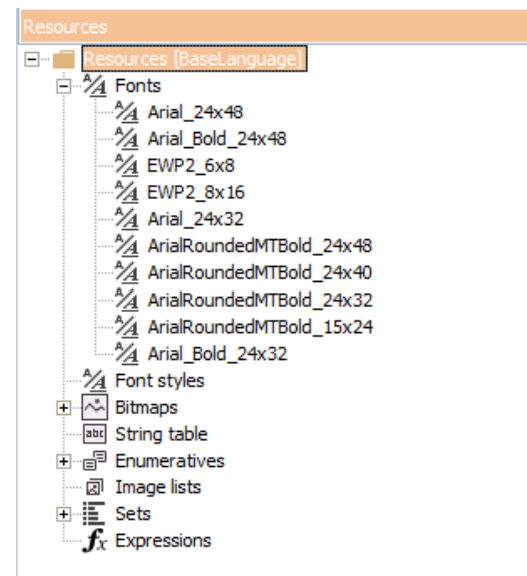 Resources
Resources [BaseLanguage]
Fonts
Arial_24x48
Arial_Bold_24x48
EWP2_6x8
EWP2_8x16
Arial_24x32
ArialRoundedMTBold_24x48
ArialRoundedMTBold_24x40
ArialRoundedMTBold_24x32
ArialRoundedMTBold_15x24
Arial_Bold_24x32
Font styles
Bitmaps
String table
Enumeratives
Image lists
Sets
Expressions